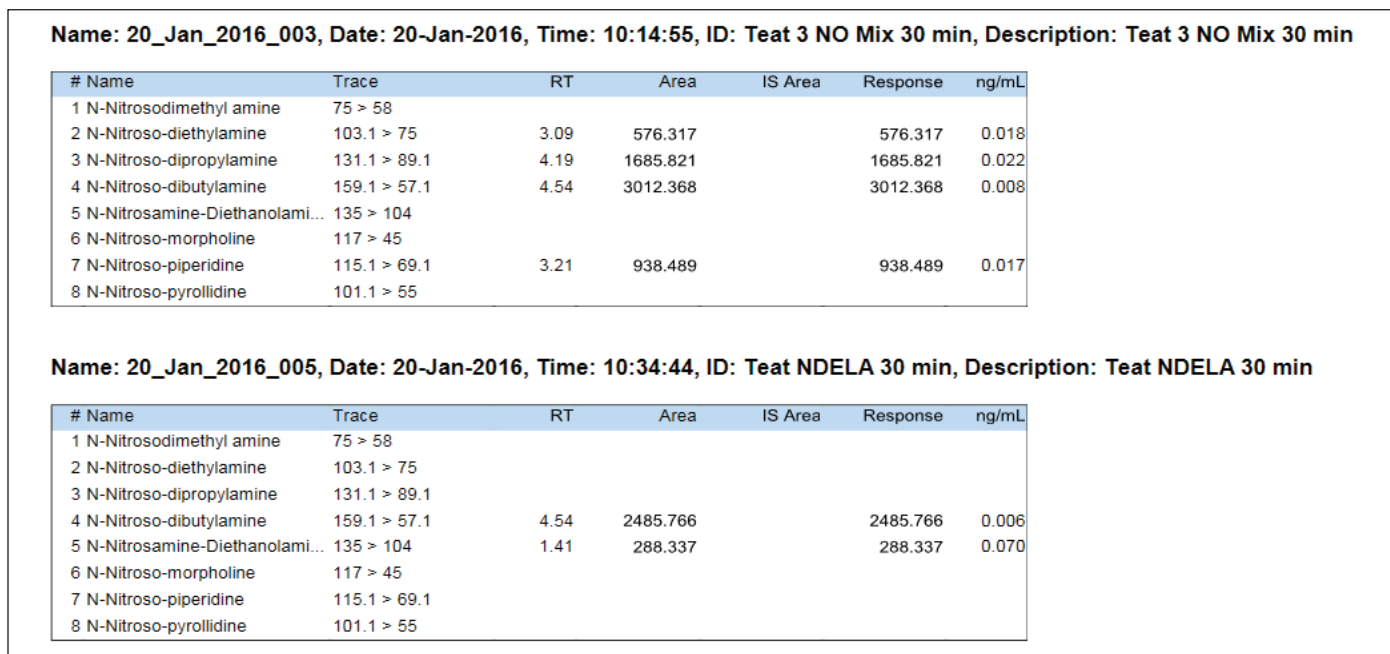 Name: 20_Jan_2016_003, Date: 20-Jan-2016, Time: 10:14:55, ID: Teat 3 NO Mix 30 min, Description: Teat 3 NO Mix 30 min
# Name Trace RT Area IS Area Response ng/mL
1 N-Nitrosodimethyl amine 75 > 58
2 N-Nitroso-diethylamine 103.1 > 75 3.09 576.317 576.317 0.018
3 N-Nitroso-dipropylamine 131.1 > 89.1 4.19 1685.821 1685.821 0.022
4 N-Nitroso-dibutylamine 159.1 > 57.1 4.54 3012.368 3012.368 0.008
5 N-Nitrosamine-Diethanolami... 135 > 104
6 N-Nitroso-morpholine 117 > 45
7 N-Nitroso-piperidine 115.1 > 69.1 3.21 938.489 938.489 0.017
8 N-Nitroso-pyrollidine 101.1 > 55
Name: 20_Jan_2016_005, Date: 20-Jan-2016, Time: 10:34:44, ID: Teat NDELA 30 min, Description: Teat NDELA 30 min
# Name Trace RT Area IS Area Response ng/mL
1 N-Nitrosodimethyl amine 75 > 58
2 N-Nitroso-diethylamine 103.1 > 75
3 N-Nitroso-dipropylamine 131.1 > 89.1
4 N-Nitroso-dibutylamine 159.1 > 57.1 4.54 2485.766 2485.766 0.006
5 N-Nitrosamine-Diethanolami... 135 > 104 1.41 288.337 288.337 0.070
6 N-Nitroso-morpholine 117 > 45
7 N-Nitroso-piperidine 115.1 > 69.1
8 N-Nitroso-pyrollidine 101.1 > 55